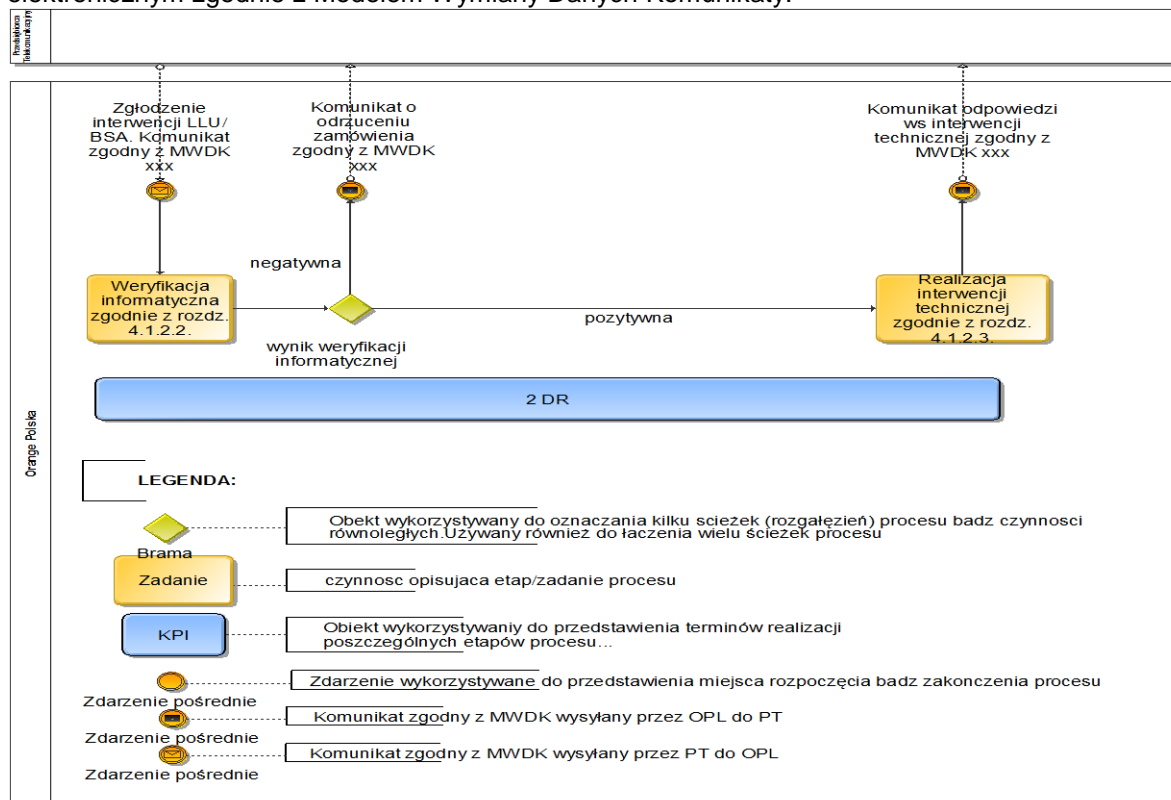 elektronicznym zgodnie z Modelem Wymiany Danych Komunikaty.
Przedsiębiorca
Telekomunikacyjny
Zgłodzenie
interwencji LLU/
BSA. Komunikat
zgodny z MWDK
xxx
Komunikat o
odrzuceniu
zamówienia
zgodny z MWDK
xxx
Komunikat odpowiedzi
ws interwencji
technicznej zgodny z
MWDK xxx
negatywna
Weryfikacja
informatyczna
zgodnie z rozdz.
4.1.2.2.
wynik weryfikacji
informatycznej
pozytywna
Realizacja
interwencji
technicznej
zgodnie z rozdz.
4.1.2.3.
2 DR
Orange Polska
LEGENDA:
Brama
Obekt wykorzystywany do oznaczania kilku scieżek (rozgałęzień) procesu badz czynnosci
równoległych.Używany również do łaczenia wielu ścieżek procesu
Zadanie
czynnosc opisujaca etap/zadanie procesu
KPI
Obiekt wykorzystywaniy do przedstawienia terminów realizacji
poszczególnych etapów procesu...
Zdarzenie pośrednie
Zdarzenie wykorzystywane do przedstawienia miejsca rozpoczęcia badz zakonczenia procesu
Zdarzenie pośrednie
Komunikat zgodny z MWDK wysyłany przez OPL do PT
Zdarzenie pośrednie
Komunikat zgodny z MWDK wysyłany przez PT do OPL